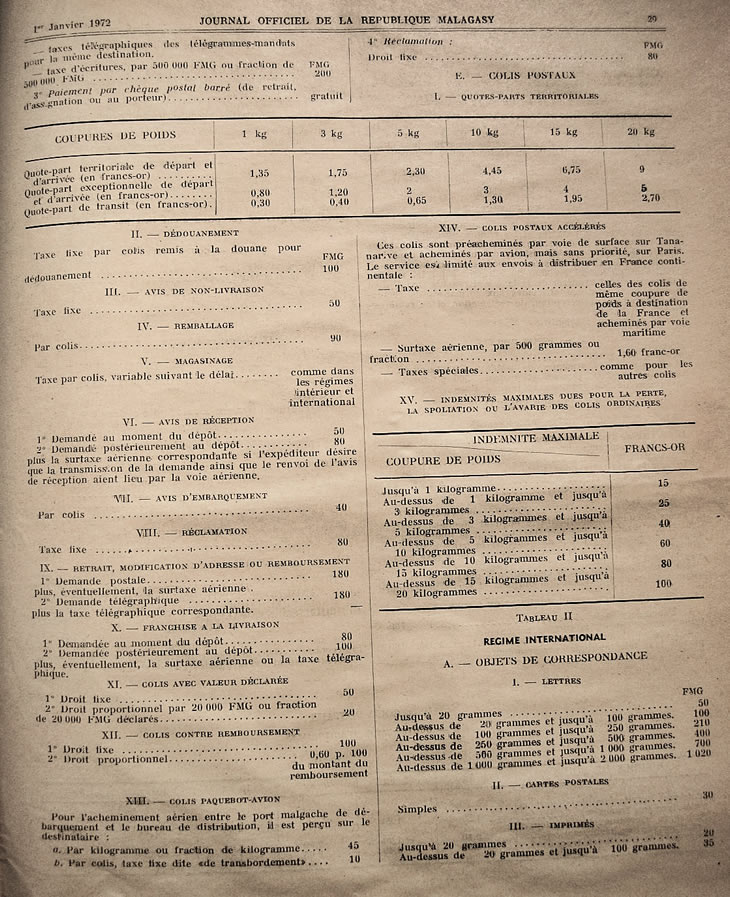 1er Janvier 1972 JOURNAL OFFICIEL DE LA REPUBLIQUE MALAGASY 29
— taxes télégraphiques des télégrammes-mandats
pour la même destination.
— taxe d'écritures, par 500 000 FMG ou fraction de FMG
500 000 FMG ........ 200
3° Paiement par chèque postal barré (de retrait,
d'assignation ou au porteur)........ gratuit
4° Réclamation :
FMG
Droit fixe ........ 80
E. — COLIS POSTAUX
I. — QUOTES-PARTS TERRITORIALES
COUPURES DE POIDS 1 kg 3 kg 5 kg 10 kg 15 kg 20 kg
Quote-part territoriale de départ et
d'arrivée (en francs-or) ........ 1,35 1,75 2,30 4,45 6,75 9
Quote-part exceptionnelle de départ
et d'arrivée (en francs-or)........ 0,80 1,20 2 3 4 5
Quote-part de transit (en francs-or). 0,30 0,40 0,65 1,30 1,95 2,70
II. — DÉDOUANEMENT
Taxe fixe par colis remis à la douane pour FMG
dédouanement ........ 100
III. — AVIS DE NON-LIVRAISON
Taxe fixe ........ 50
IV. — REMBALLAGE
Par colis........ 90
V. — MAGASINAGE
Taxe par colis, variable suivant le délai........ comme dans
les régimes
intérieur et
international
VI. — AVIS DE RÉCEPTION
1° Demandé au moment du dépôt........ 50
2° Demandé postérieurement au dépôt........ 80
plus la surtaxe aérienne correspondante si l'expéditeur désire
que la transmission de la demande ainsi que le renvoi de l'avis
de réception aient lieu par la voie aérienne.
VII. — AVIS D'EMBARQUEMENT
Par colis ........ 40
VIII. — RÉCLAMATION
Taxe fixe ........ 80
IX. — RETRAIT, MODIFICATION D'ADRESSE OU REMBOURSEMENT
1° Demande postale........ 180
plus, éventuellement, la surtaxe aérienne.
2° Demande télégraphique ........ 180
plus la taxe télégraphique correspondante.
X. — FRANCHISE A LA LIVRAISON
1° Demandée au moment du dépôt........ 80
2° Demandée postérieurement au dépôt........ 100
plus, éventuellement, la surtaxe aérienne ou la taxe télégra-
phique.
XI. — COLIS AVEC VALEUR DÉCLARÉE
1° Droit fixe ........ 50
2° Droit proportionnel par 20 000 FMG ou fraction
de 20 000 FMG déclarés........ 20
XII. — COLIS CONTRE REMBOURSEMENT
1° Droit fixe ........ 100
2° Droit proportionnel........ 0,60 p. 100
du montant du
remboursement
XIII. — COLIS PAQUEBOT-AVION
Pour l'acheminement aérien entre le port malgache de dé-
barquement et le bureau de distribution, il est perçu sur le
destinataire :
a. Par kilogramme ou fraction de kilogramme..... 45
b. Par colis, taxe fixe dite «de transbordement».... 10
XIV. — COLIS POSTAUX ACCÉLÉRÉS
Ces colis sont préacheminés par voie de surface sur Tana-
narive et acheminés par avion, mais sans priorité, sur Paris.
Le service est limité aux envois à distribuer en France conti-
nentale :
— Taxe ........ celles des colis de
même coupure de
poids à destination
de la France et
acheminés par voie
maritime
— Surtaxe aérienne, par 500 grammes ou
fraction ........ 1,60 franc-or
— Taxes spéciales........ comme pour les
autres colis
XV. — INDEMNITÉS MAXIMALES DUES POUR LA PERTE,
LA SPOLIATION OU L'AVARIE DES COLIS ORDINAIRES
INDEMNITE MAXIMALE
COUPURE DE POIDS FRANCS-OR
Jusqu'à 1 kilogramme........ 15
Au-dessus de 1 kilogramme et jusqu'à
3 kilogrammes ........ 25
Au-dessus de 3 kilogrammes et jusqu'à
5 kilogrammes ........ 40
Au-dessus de 5 kilogrammes et jusqu'à
10 kilogrammes ........ 60
Au-dessus de 10 kilogrammes et jusqu'à
15 kilogrammes ........ 80
Au-dessus de 15 kilogrammes et jusqu'à
20 kilogrammes ........ 100
TABLEAU II
REGIME INTERNATIONAL
A. — OBJETS DE CORRESPONDANCE
I. — LETTRES
FMG
Jusqu'à 20 grammes ........ 50
Au-dessus de 20 grammes et jusqu'à 100 grammes. 100
Au-dessus de 100 grammes et jusqu'à 250 grammes. 210
Au-dessus de 250 grammes et jusqu'à 500 grammes. 400
Au-dessus de 500 grammes et jusqu'à 1 000 grammes. 700
Au-dessus de 1 000 grammes et jusqu'à 2 000 grammes. 1 020
II. — CARTES POSTALES
Simples ........ 30
III. — IMPRIMÉS
Jusqu'à 20 grammes ........ 20
Au-dessus de 20 grammes et jusqu'à 100 grammes. 35